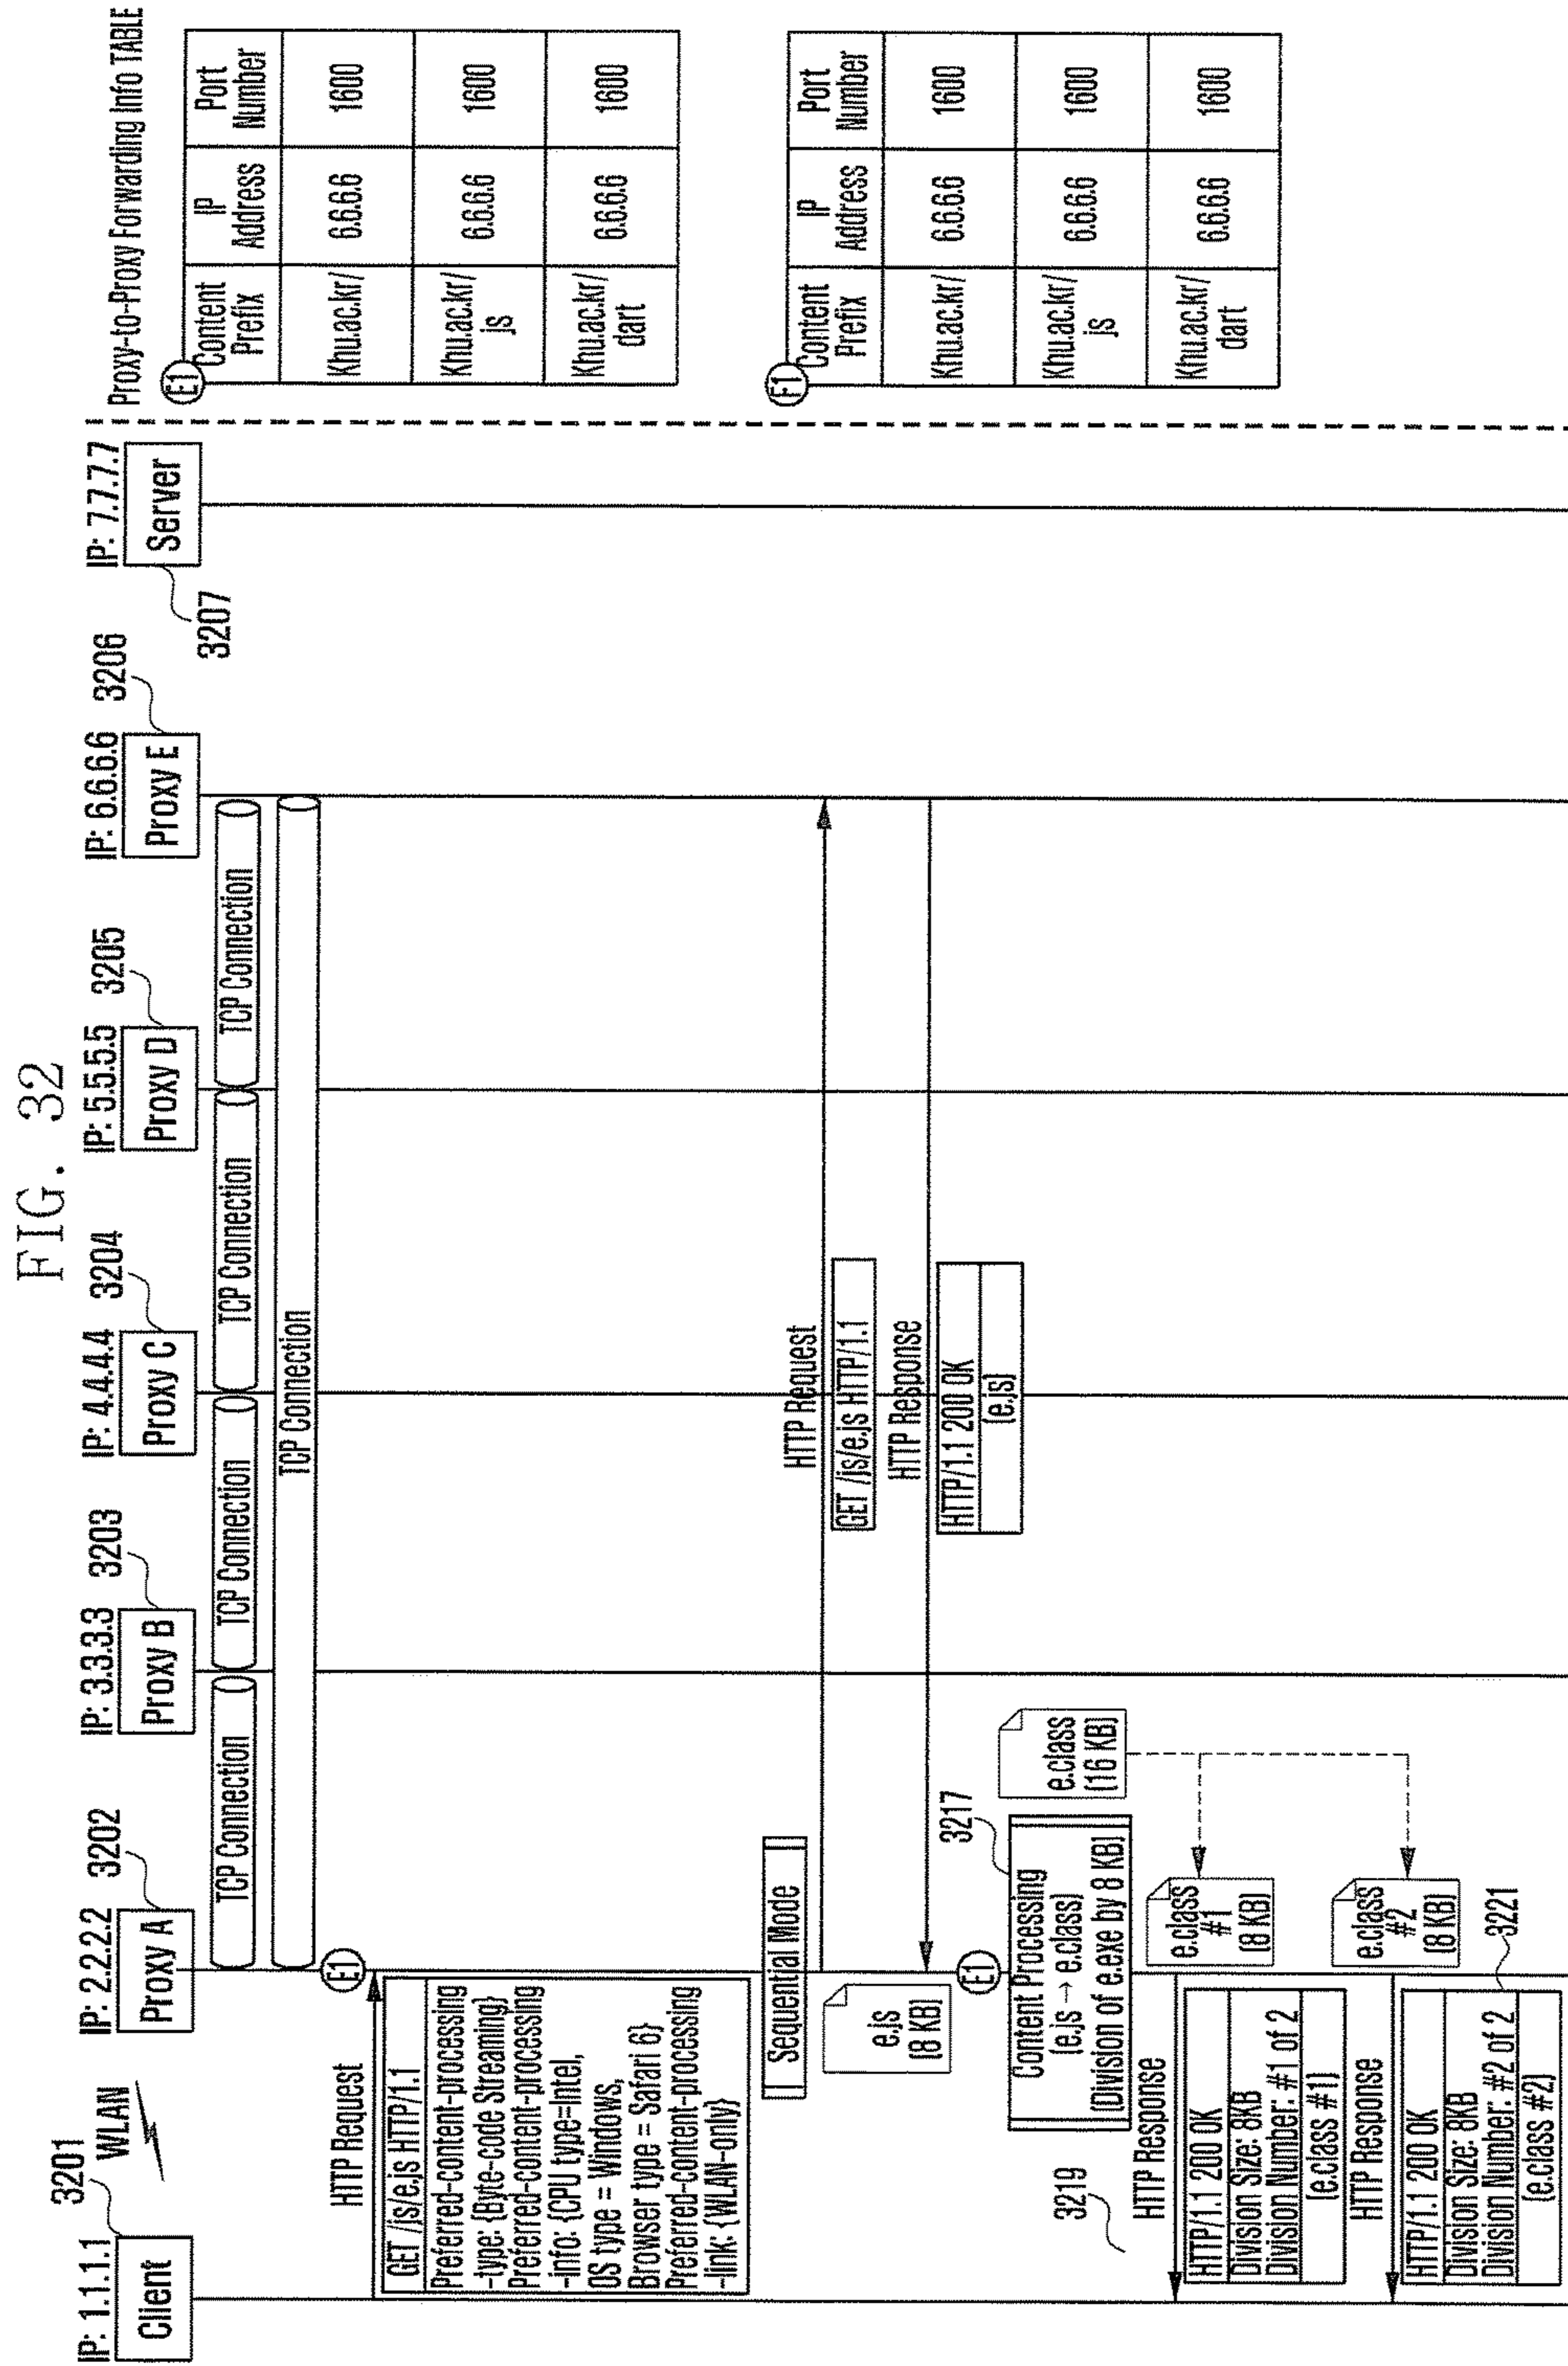 FIG. 32
IP: 1.1.1.1
3201
Client
WLAN
IP: 2.2.2.2
3202
Proxy A
IP: 3.3.3.3
3203
Proxy B
IP: 4.4.4.4
3204
Proxy C
IP: 5.5.5.5
3205
Proxy D
IP: 6.6.6.6
3206
Proxy E
IP: 7.7.7.7
Server
3207
TCP Connection
TCP Connection
TCP Connection
TCP Connection
TCP Connection
E1
HTTP Request
GET /js/e.js HTTP/1.1
Preferred-content-processing
-type: {Byte-code Streaming}
Preferred-content-processing
-info: {CPU type=Intel,
OS type = Windows,
Browser type = Safari 6}
Preferred-content-processing
-link: {WLAN-only}
Sequential Mode
HTTP Request
GET /js/e.js HTTP/1.1
HTTP Response
HTTP/1.1 200 OK
(e.js)
e.js
(8 KB)
E1
3217
Content Processing
(e.js → e.class)
(Division of e.exe by 8 KB)
e.class
(16 KB)
3219
HTTP Response
HTTP/1.1 200 OK
Division Size: 8KB
Division Number: #1 of 2
(e.class #1)
e.class
#1
(8 KB)
HTTP Response
HTTP/1.1 200 OK
Division Size: 8KB
Division Number: #2 of 2
(e.class #2)
e.class
#2
(8 KB)
3221
Proxy-to-Proxy Forwarding Info TABLE
E1
Content Prefix IP Address Port Number
Khu.ac.kr/ 6.6.6.6 1600
Khu.ac.kr/js 6.6.6.6 1600
Khu.ac.kr/dart 6.6.6.6 1600
F1
Content Prefix IP Address Port Number
Khu.ac.kr/ 6.6.6.6 1600
Khu.ac.kr/js 6.6.6.6 1600
Khu.ac.kr/dart 6.6.6.6 1600